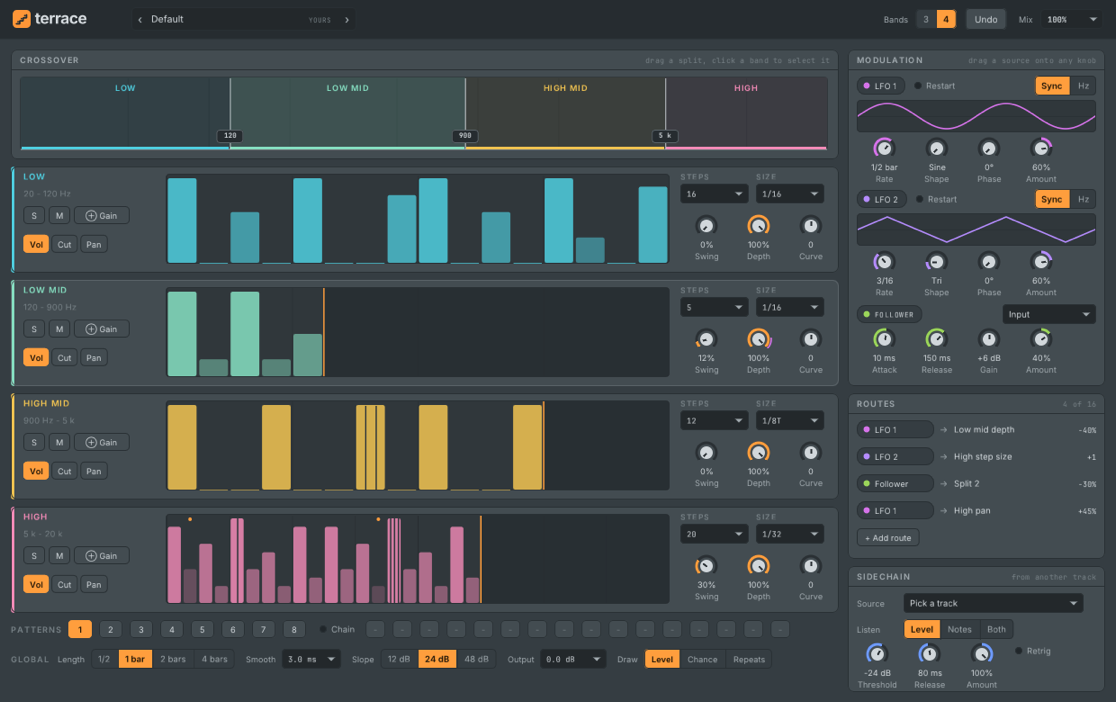 terrace
Default
YOURS
Bands 3 4
Undo
Mix 100%
CROSSOVER
drag a split, click a band to select it
LOW
LOW MID
HIGH MID
HIGH
120
900
5 k
LOW
20 - 120 Hz
S M Gain
Vol Cut Pan
STEPS SIZE
16 1/16
0% 100% 0
Swing Depth Curve
LOW MID
120 - 900 Hz
S M Gain
Vol Cut Pan
STEPS SIZE
5 1/16
12% 100% 0
Swing Depth Curve
HIGH MID
900 Hz - 5 k
S M Gain
Vol Cut Pan
STEPS SIZE
12 1/8T
0% 100% 0
Swing Depth Curve
HIGH
5 k - 20 k
S M Gain
Vol Cut Pan
STEPS SIZE
20 1/32
30% 100% 0
Swing Depth Curve
PATTERNS 1 2 3 4 5 6 7 8 Chain - - - - - - - - - - - - - - - -
GLOBAL Length 1/2 1 bar 2 bars 4 bars Smooth 3.0 ms Slope 12 dB 24 dB 48 dB Output 0.0 dB Draw Level Chance Repeats
MODULATION
drag a source onto any knob
LFO 1 Restart Sync Hz
1/2 bar Sine 0° 60%
Rate Shape Phase Amount
LFO 2 Restart Sync Hz
3/16 Tri 0° 60%
Rate Shape Phase Amount
FOLLOWER Input
10 ms 150 ms +6 dB 40%
Attack Release Gain Amount
ROUTES 4 of 16
LFO 1 → Low mid depth -40%
LFO 2 → High step size +1
Follower → Split 2 -30%
LFO 1 → High pan +45%
+ Add route
SIDECHAIN from another track
Source Pick a track
Listen Level Notes Both
Retrig
-24 dB 80 ms 100%
Threshold Release Amount